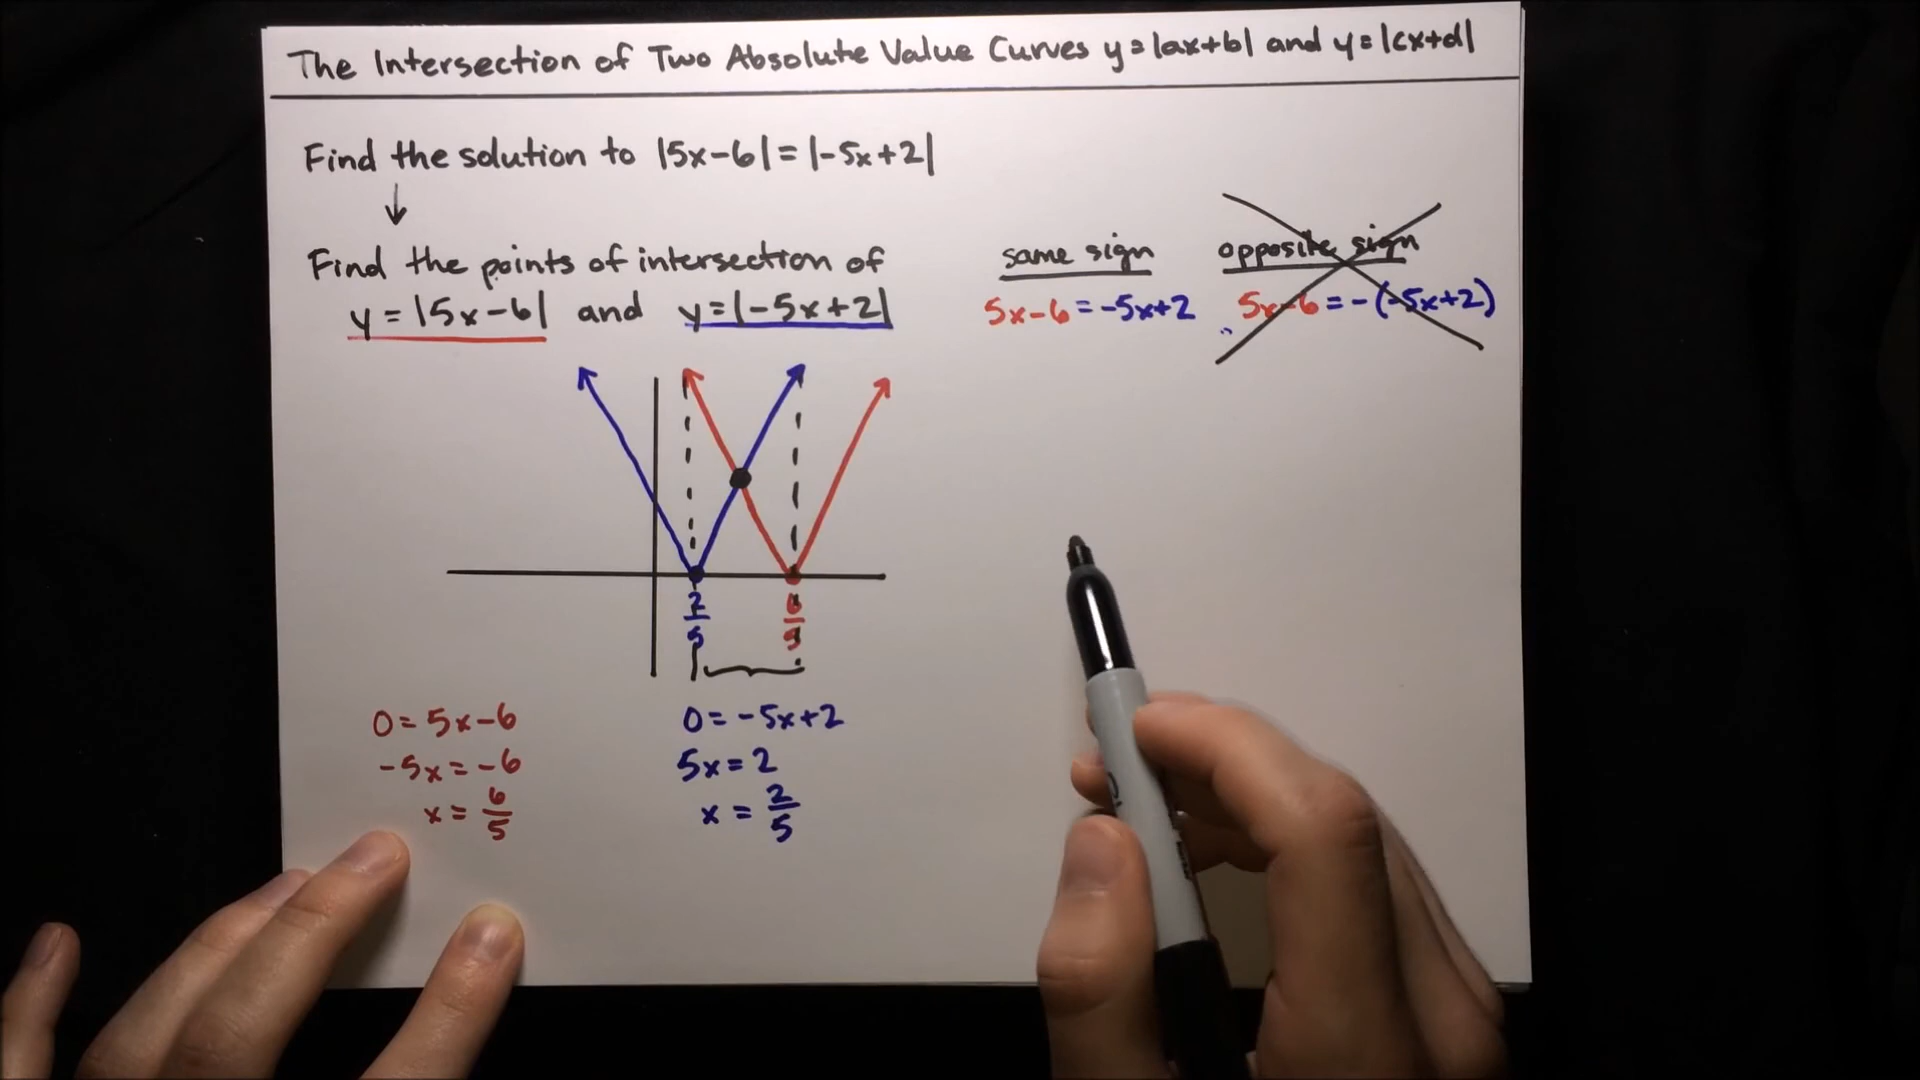 The Intersection of Two Absolute Value Curves y=|ax+b| and y=|cx+d|
Find the solution to |5x-6|=|-5x+2|
↓
Find the points of intersection of
y=|5x-6| and y=|-5x+2|
same sign
5x-6=-5x+2
opposite sign
5x-6=-(-5x+2)
2/5
6/5
0=5x-6
-5x=-6
x=6/5
0=-5x+2
5x=2
x=2/5